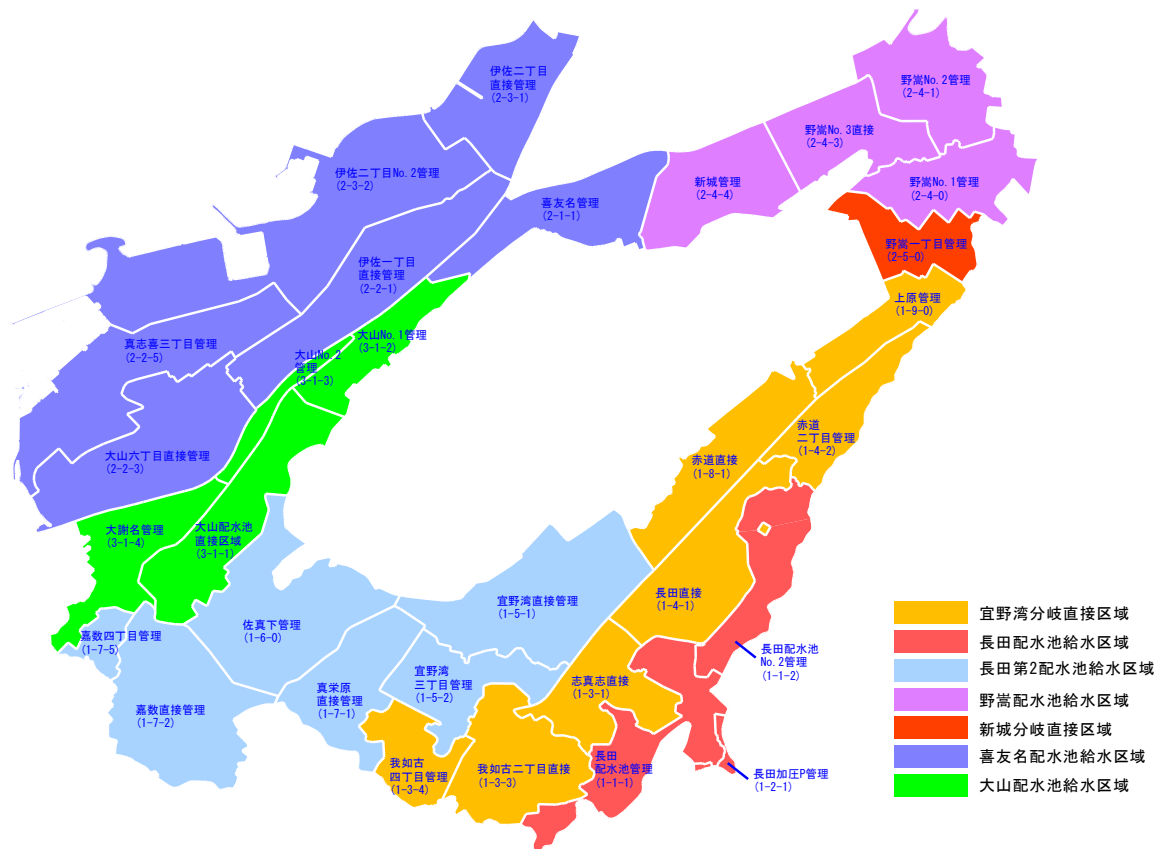 伊佐二丁目
直接管理
(2-3-1)
野嵩No.2管理
(2-4-1)
野嵩No.3直接
(2-4-3)
伊佐二丁目No.2管理
(2-3-2)
新城管理
(2-4-4)
野嵩No.1管理
(2-4-0)
喜友名管理
(2-1-1)
野嵩一丁目管理
(2-5-0)
伊佐一丁目
直接管理
(2-2-1)
上原管理
(1-9-0)
大山No.1管理
(3-1-2)
真志喜三丁目管理
(2-2-5)
大山No.2
管理
(3-1-3)
赤道
二丁目管理
(1-4-2)
大山六丁目直接管理
(2-2-3)
赤道直接
(1-8-1)
大謝名管理
(3-1-4)
大山配水池
直接区域
(3-1-1)
長田直接
(1-4-1)
宜野湾直接管理
(1-5-1)
佐真下管理
(1-6-0)
嘉数四丁目管理
(1-7-5)
長田配水池
No.2管理
(1-1-2)
宜野湾
三丁目管理
(1-5-2)
志真志直接
(1-3-1)
真栄原
直接管理
(1-7-1)
嘉数直接管理
(1-7-2)
我如古
四丁目管理
(1-3-4)
我如古二丁目直接
(1-3-3)
長田
配水池管理
(1-1-1)
長田加圧P管理
(1-2-1)
宜野湾分岐直接区域
長田配水池給水区域
長田第2配水池給水区域
野嵩配水池給水区域
新城分岐直接区域
喜友名配水池給水区域
大山配水池給水区域